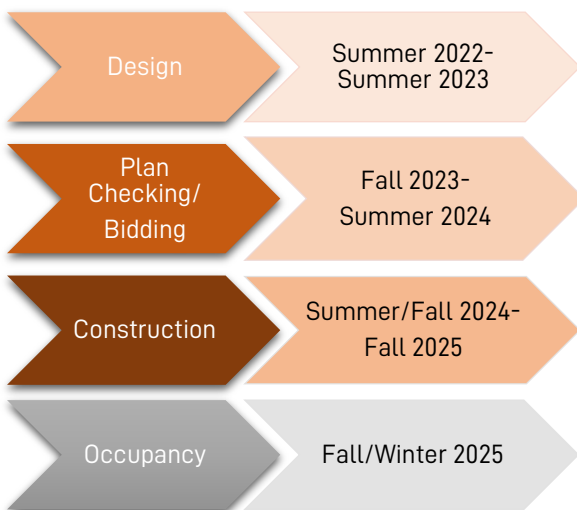 Design
Summer 2022-
Summer 2023
Plan
Checking/
Bidding
Fall 2023-
Summer 2024
Construction
Summer/Fall 2024-
Fall 2025
Occupancy
Fall/Winter 2025